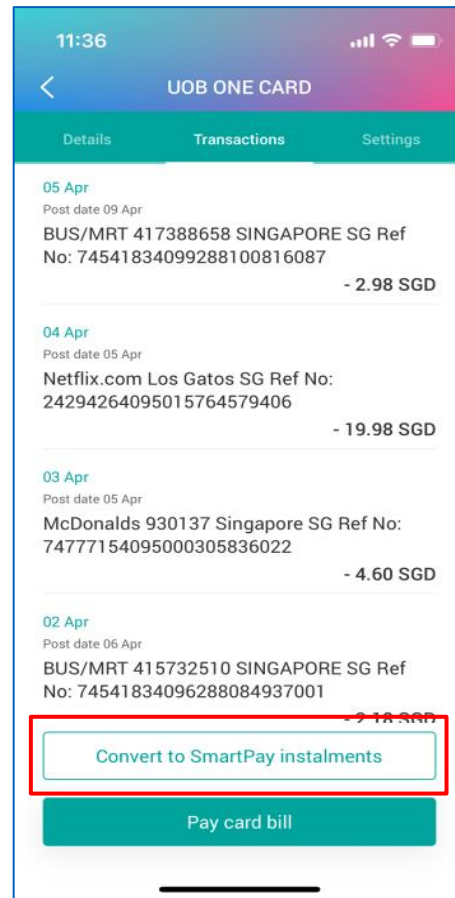 11:36
UOB ONE CARD
Details Transactions Settings
05 Apr
Post date 09 Apr
BUS/MRT 417388658 SINGAPORE SG Ref
No: 74541834099288100816087
- 2.98 SGD
04 Apr
Post date 05 Apr
Netflix.com Los Gatos SG Ref No:
24294264095015764579406
- 19.98 SGD
03 Apr
Post date 05 Apr
McDonalds 930137 Singapore SG Ref No:
74777154095000305836022
- 4.60 SGD
02 Apr
Post date 06 Apr
BUS/MRT 415732510 SINGAPORE SG Ref
No: 74541834096288084937001
- 2.18 SGD
Convert to SmartPay instalments
Pay card bill